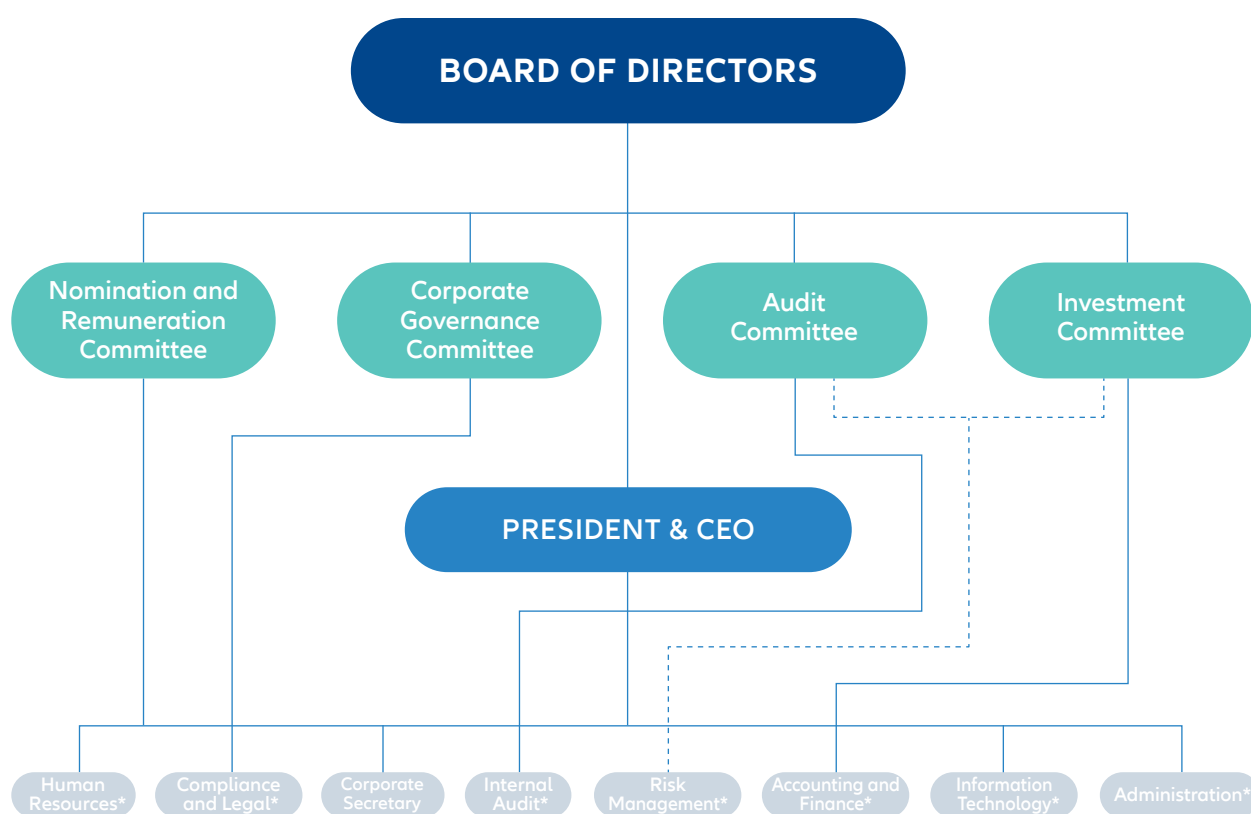 BOARD OF DIRECTORS
Nomination and
Remuneration
Committee
Corporate
Governance
Committee
Audit
Committee
Investment
Committee
PRESIDENT & CEO
Human
Resources*
Compliance
and Legal*
Corporate
Secretary
Internal
Audit*
Risk
Management*
Accounting and
Finance*
Information
Technology*
Administration*